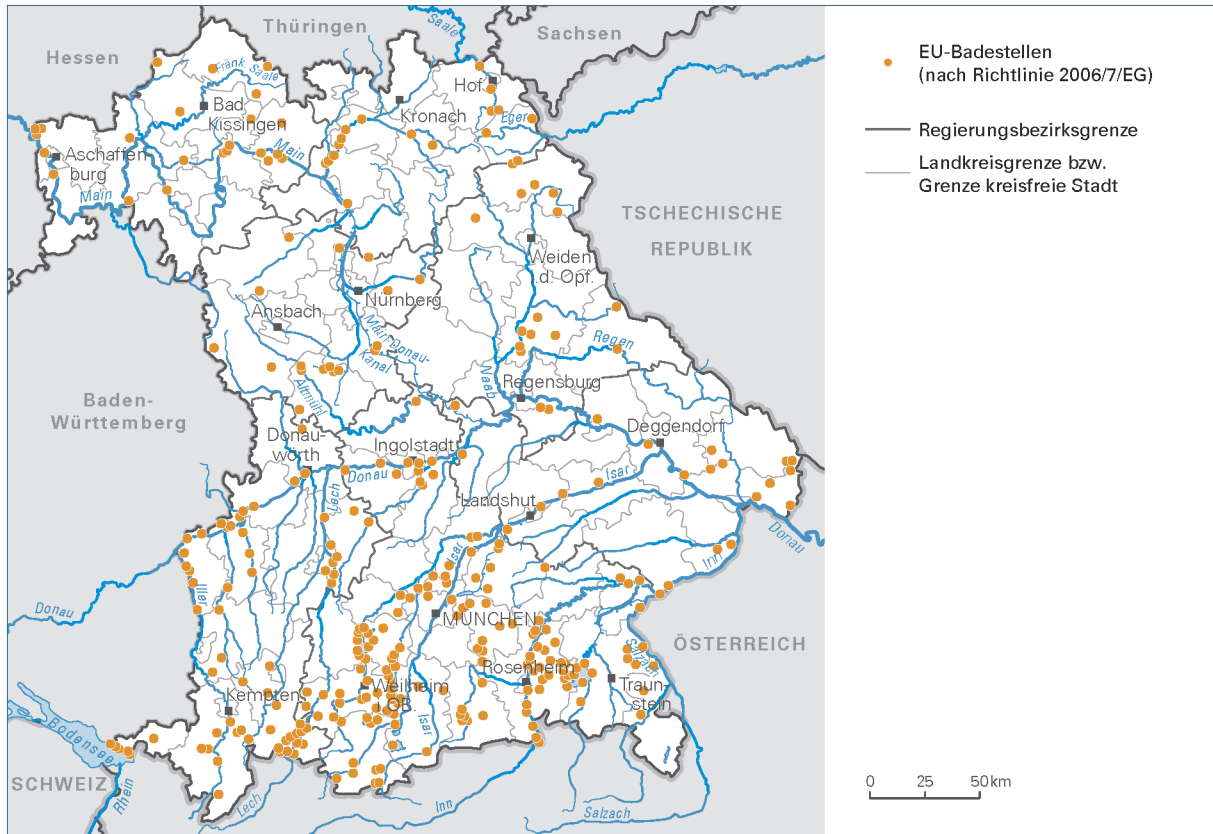 Thüringen
Saale
Sachsen
Hessen
Fränk. Saale
Hof
Bad
Kissingen
Kronach
Eger
Aschaffen-
burg
Main
Main
TSCHECHISCHE
REPUBLIK
Weiden
i.d. Opf.
Nürnberg
Ansbach
Main-Donau-
Kanal
Regen
Naab
Altmühl
Regensburg
Baden-
Württemberg
Deggendorf
Donau-
wörth
Ingolstadt
Donau
Isar
Lech
Landshut
Donau
Isar
Inn
Iller
Donau
MÜNCHEN
ÖSTERREICH
Salzach
Rosenheim
Weilheim
i.OB.
Traun-
stein
Kempten
Isar
Bodensee
SCHWEIZ
Rhein
Lech
Inn
Salzach
EU-Badestellen
(nach Richtlinie 2006/7/EG)
Regierungsbezirksgrenze
Landkreisgrenze bzw.
Grenze kreisfreie Stadt
0 25 50km